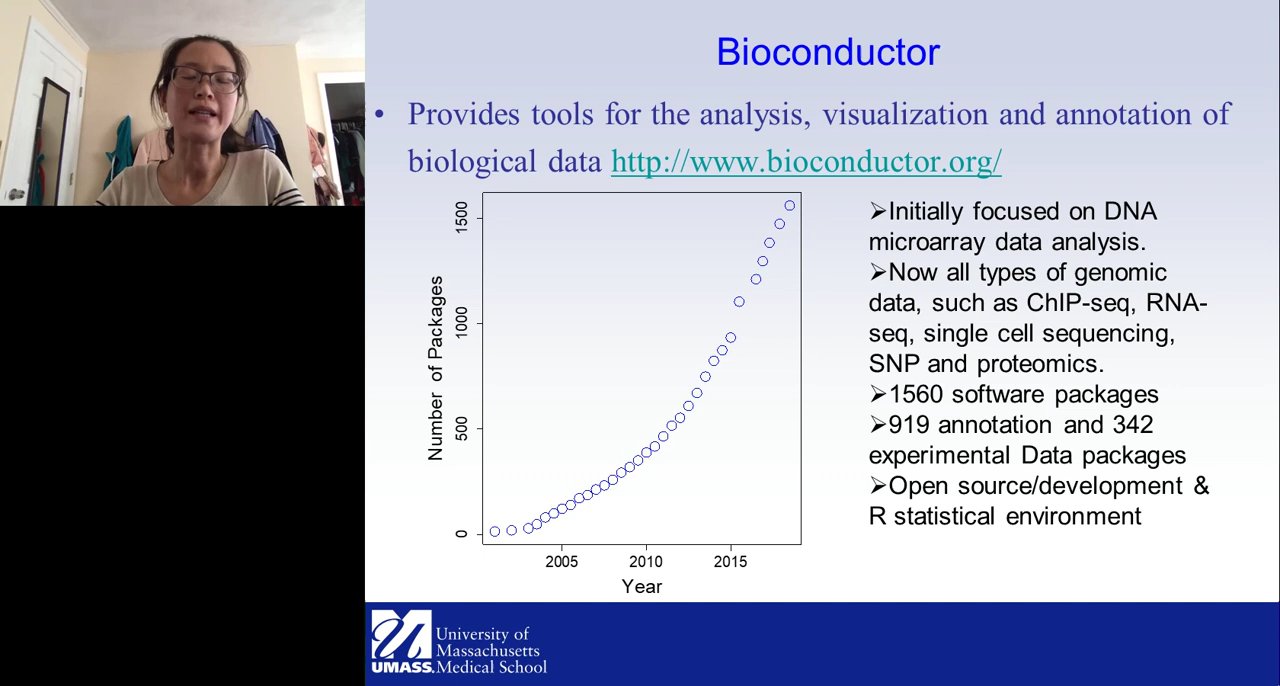 Bioconductor
• Provides tools for the analysis, visualization and annotation of
biological data http://www.bioconductor.org/
1500
1000
500
0
Number of Packages
2005 2010 2015
Year
➢Initially focused on DNA
microarray data analysis.
➢Now all types of genomic
data, such as ChIP-seq, RNA-
seq, single cell sequencing,
SNP and proteomics.
➢1560 software packages
➢919 annotation and 342
experimental Data packages
➢Open source/development &
R statistical environment
UMASS.
University of
Massachusetts
Medical School